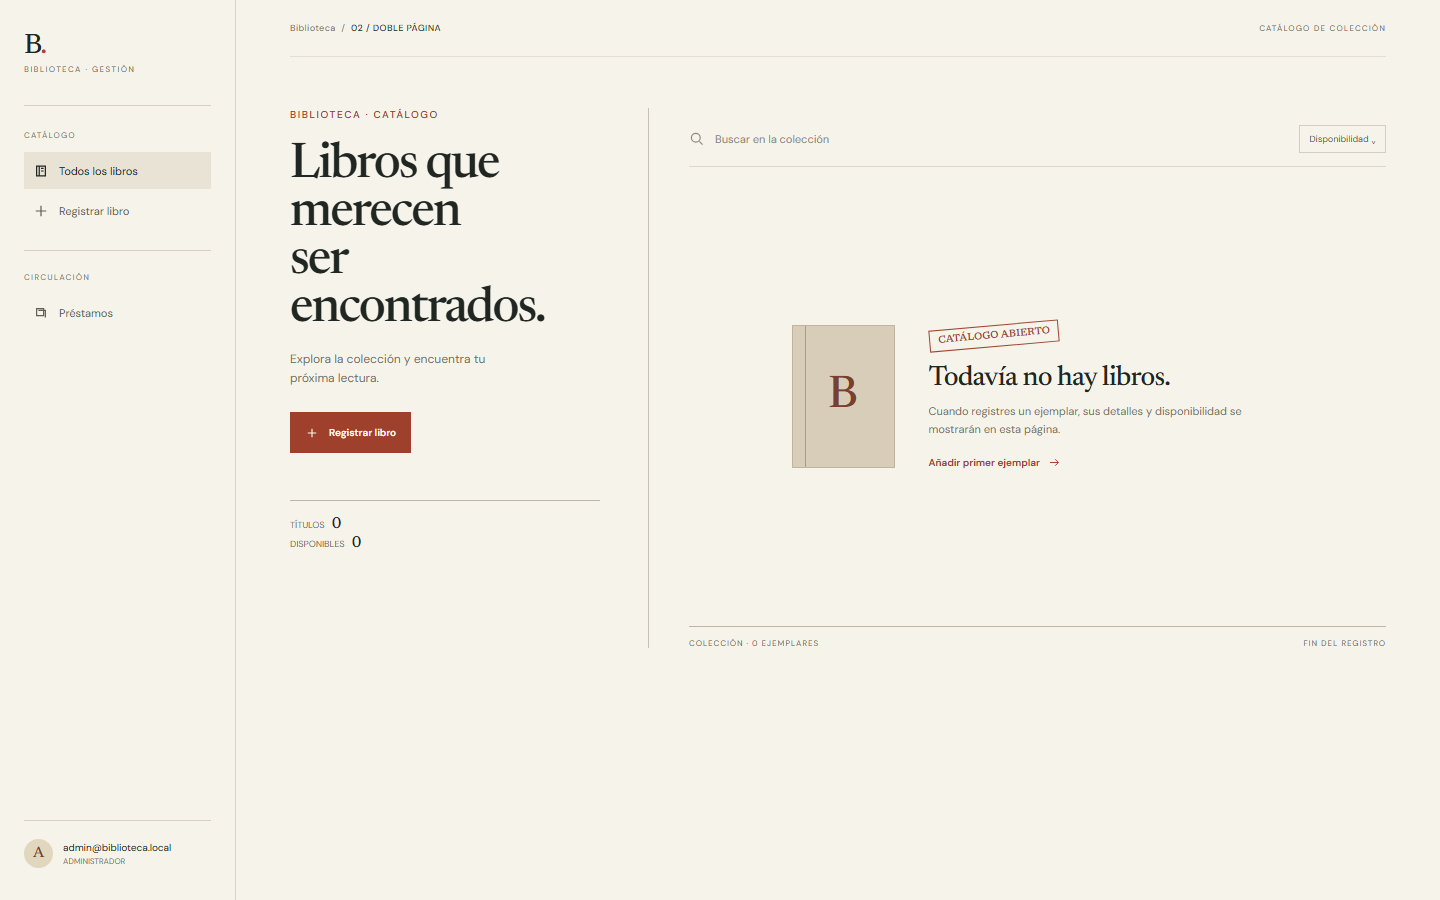 B.
BIBLIOTECA · GESTIÓN
CATÁLOGO
Todos los libros
Registrar libro
CIRCULACIÓN
Préstamos
A
admin@biblioteca.local
ADMINISTRADOR
Biblioteca / 02 / DOBLE PÁGINA
CATÁLOGO DE COLECCIÓN
BIBLIOTECA · CATÁLOGO
Libros que
merecen
ser
encontrados.
Explora la colección y encuentra tu
próxima lectura.
Registrar libro
TÍTULOS 0
DISPONIBLES 0
Buscar en la colección
Disponibilidad
B
CATÁLOGO ABIERTO
Todavía no hay libros.
Cuando registres un ejemplar, sus detalles y disponibilidad se
mostrarán en esta página.
Añadir primer ejemplar
COLECCIÓN · 0 EJEMPLARES
FIN DEL REGISTRO